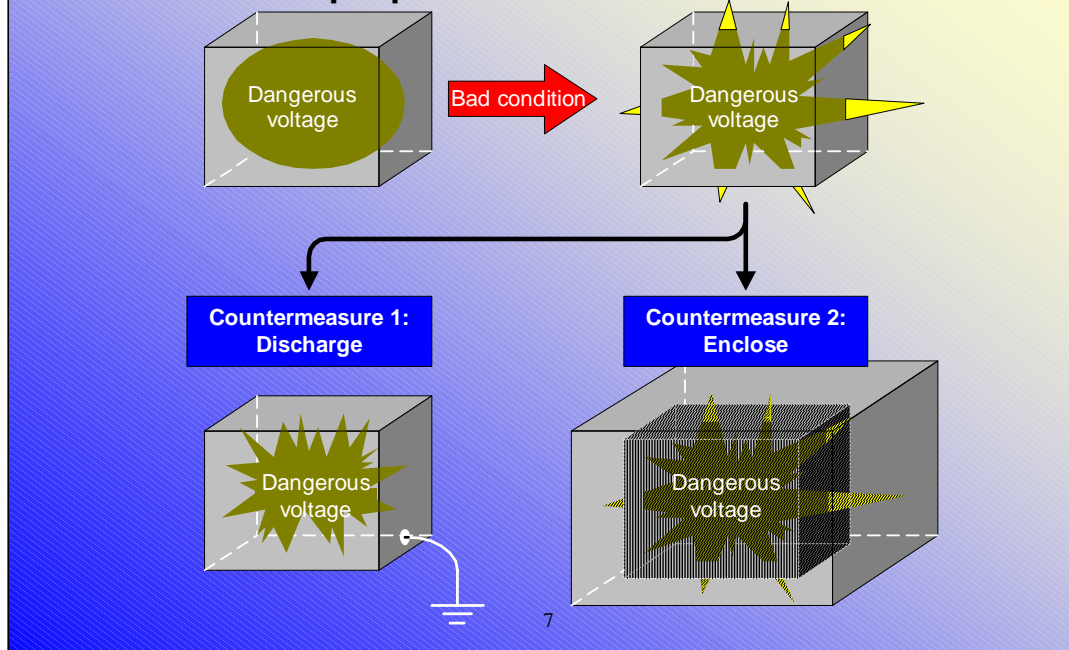 Dangerous
voltage
Bad condition
Dangerous
voltage
Countermeasure 1:
Discharge
Countermeasure 2:
Enclose
Dangerous
voltage
Dangerous
voltage
7